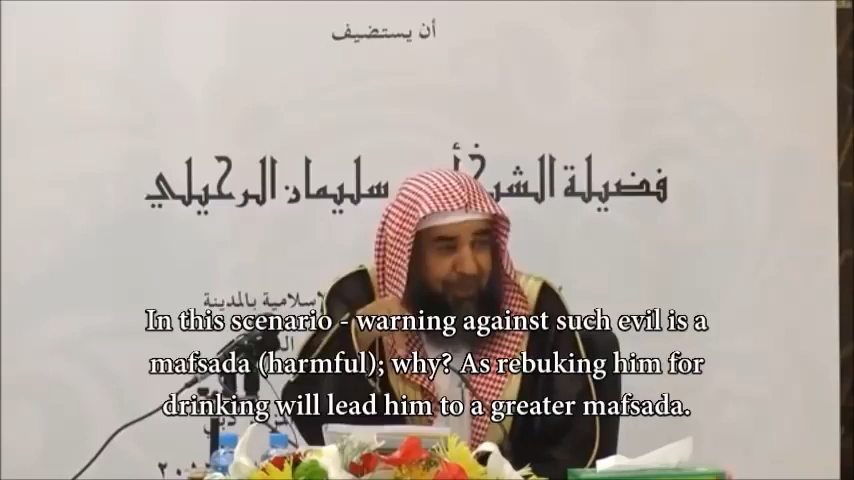 أن يستضيف
فضيلة الشيخ أ. سليمان الرحيلي
بالمدينة
In this scenario - warning against such evil is a
mafsada (harmful); why? As rebuking him for
drinking will lead him to a greater mafsada.